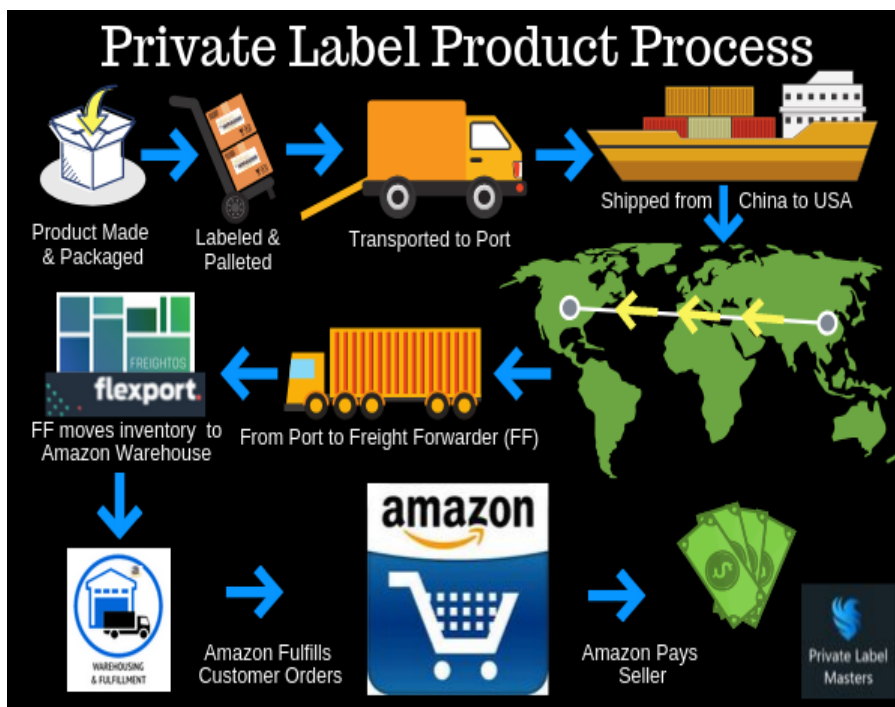 Private Label Product Process
Product Made
& Packaged
Labeled &
Palleted
Transported to Port
Shipped from China to USA
FREIGHTOS
flexport.
FF moves inventory to
Amazon Warehouse
From Port to Freight Forwarder (FF)
WAREHOUSING
& FULFILLMENT
Amazon Fulfills
Customer Orders
amazon
Amazon Pays
Seller
Private Label
Masters